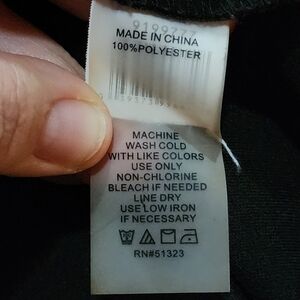 MADE IN CHINA
100%POLYESTER
MACHINE
WASH COLD
WITH LIKE COLORS
USE ONLY
NON-CHLORINE
BLEACH IF NEEDED
LINE DRY
USE LOW IRON
IF NECESSARY
RN#51323